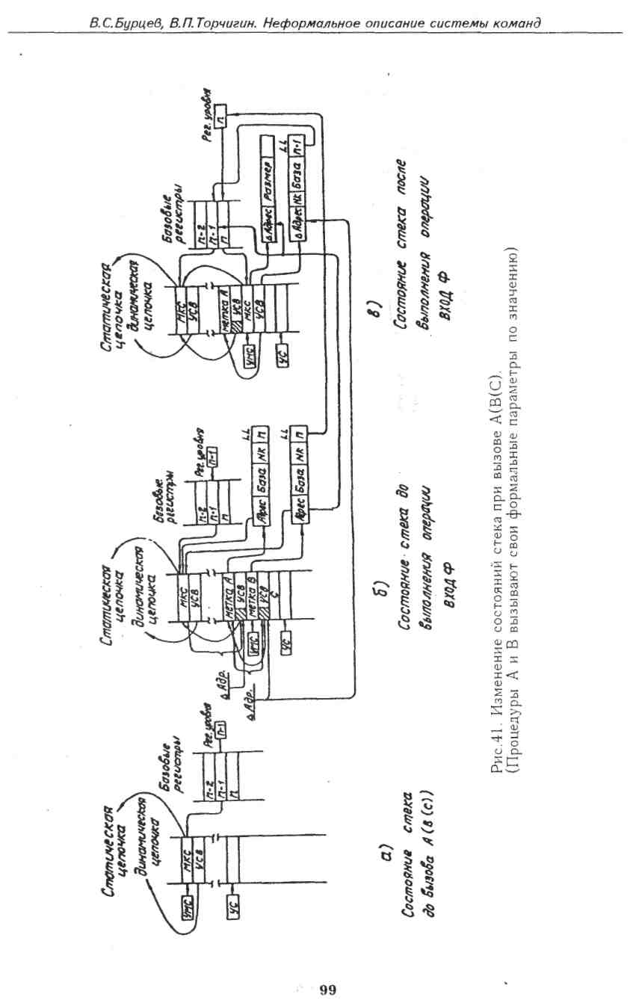 В.С.Бурцев, В.П.Торчигин. Неформальное описание системы команд
Статическая
цепочка
динамическая
цепочка
МКС
УСВ
УМС
УС
Базовые
регистры
п-2
п-1
п
Рег. уровня
п-1
а)
Состояние стека
до вызова А(В(С))
Статическая
цепочка
динамическая
цепочка
МКС
УСВ
метка А
УСВ
метка В
УСВ
С
УМС
УС
Δ Адр.
Δ Адр.
Базовые
регистры
п-2
п-1
п
Рег. уровня
п-1
LL
Адрес База NК п
LL
Адрес База NК п
б)
Состояние стека до
выполнения операции
ВХОД Ф
Статическая
цепочка
динамическая
цепочка
МКС
УСВ
метка А
УСВ
МКС
УСВ
УМС
УС
Базовые
регистры
п-2
п-1
п
Рег. уровня
п
Δ Адрес Размер
LL
Δ Адрес NК База п-1
в)
Состояние стека после
выполнения операции
ВХОД Ф
Рис.41. Изменение состояний стека при вызове А(В(С).
(Процедуры А и В вызывают свои формальные параметры по значению)
99